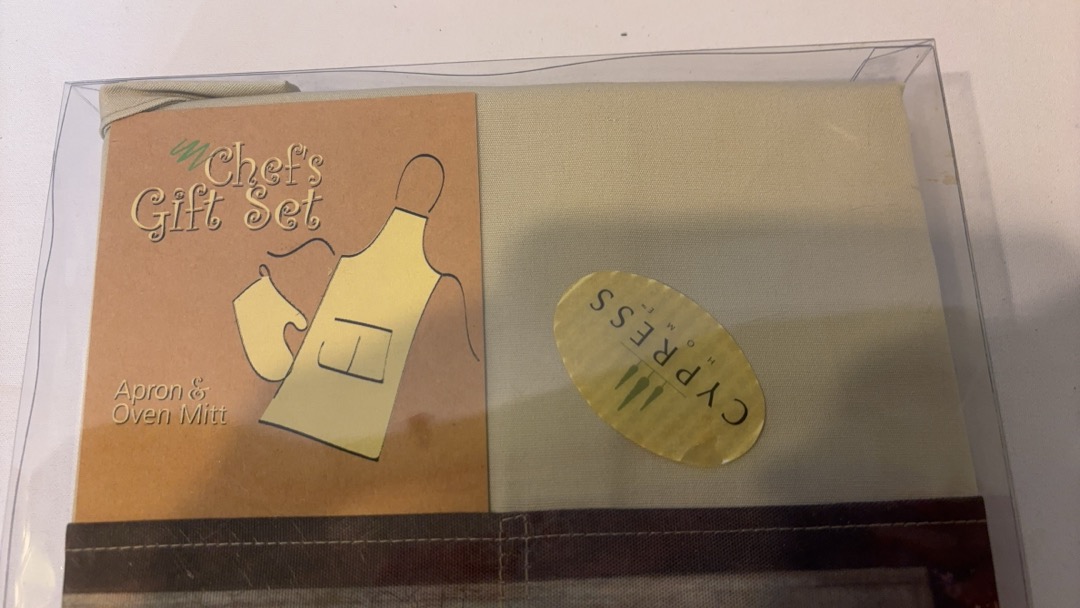 Chef's
Gift Set
Apron &
Oven Mitt
CYPRESS
HOME